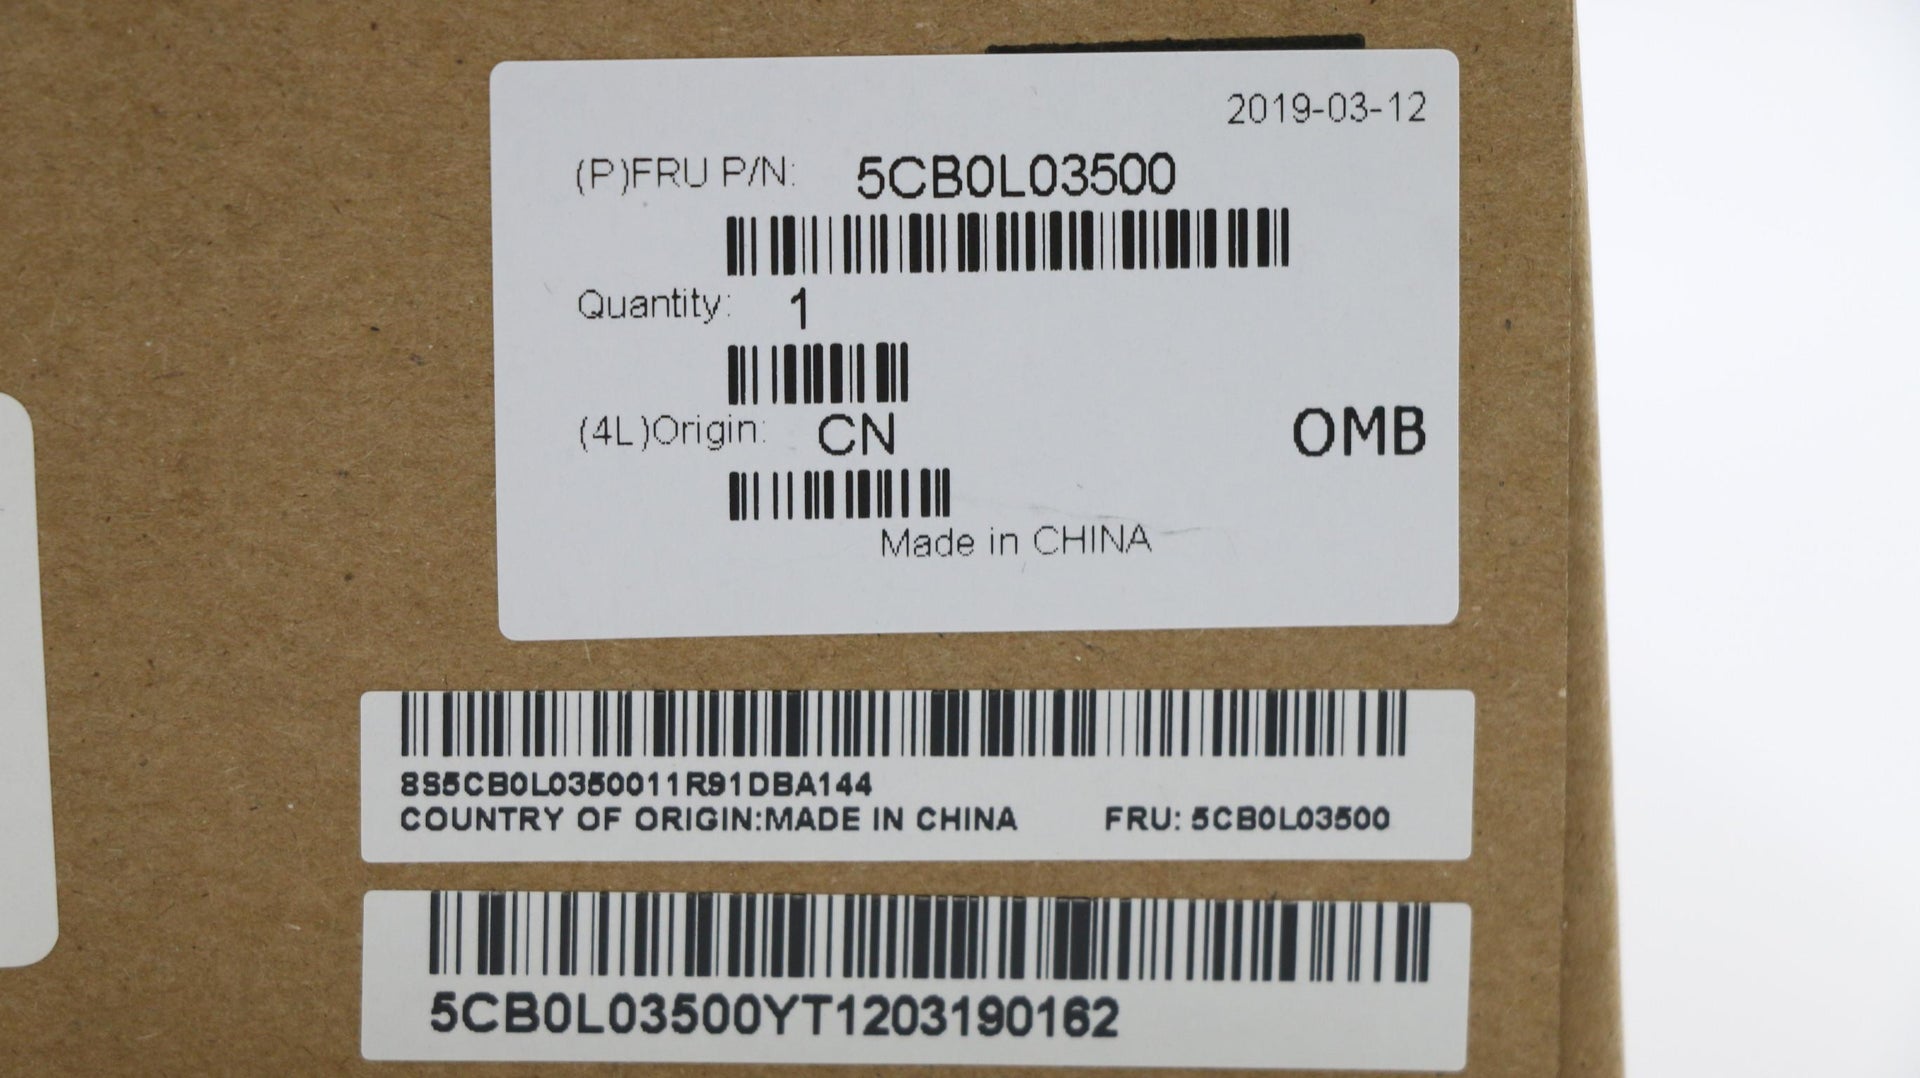 2019-03-12
(P)FRU P/N: 5CB0L03500
Quantity: 1
(4L)Origin: CN OMB
Made in CHINA
8S5CB0L0350011R91DBA144
COUNTRY OF ORIGIN:MADE IN CHINA FRU: 5CB0L03500
5CB0L03500YT1203190162